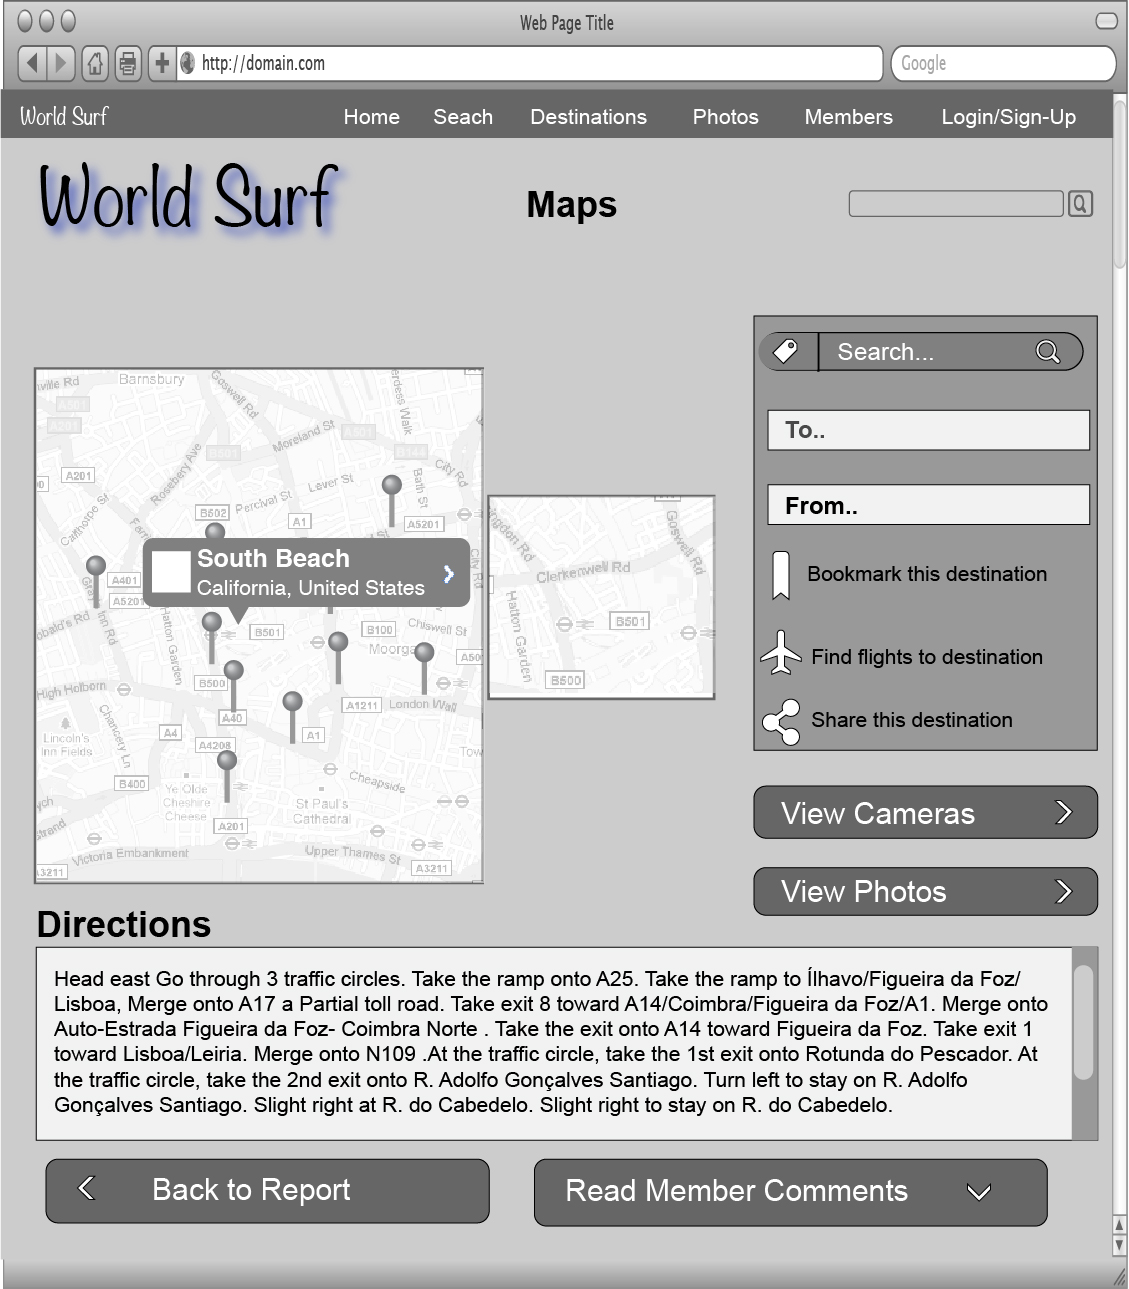 Web Page Title
http://domain.com
Google
World Surf
Home Seach Destinations Photos Members Login/Sign-Up
World Surf
Maps
Search...
To..
From..
Bookmark this destination
Find flights to destination
Share this destination
View Cameras
View Photos
Barnsbury
Goswell Rd
Moreland St
A201
Rosebery Ave
Percival St
Lever St
City Rd
Bath St
B502
A1
A5201
A401
A5201
South Beach
California, United States
B501
B100
Chiswell St
Hatton Garden
B500
High Holborn
A40
A1211
London Wall
Chancery Ln
A4
A1
Lincoln's
Inn Fields
A4208
B400
Ye Olde
Cheshire
Cheese
Cheapside
St Paul's
Cathedral
A201
Victoria Embankment
Upper Thames St
A3211
A3211
Goswell Rd
Clerkenwell Rd
Hatton Garden
B501
B500
Directions
Head east Go through 3 traffic circles. Take the ramp onto A25. Take the ramp to Ílhavo/Figueira da Foz/
Lisboa, Merge onto A17 a Partial toll road. Take exit 8 toward A14/Coimbra/Figueira da Foz/A1. Merge onto
Auto-Estrada Figueira da Foz- Coimbra Norte . Take the exit onto A14 toward Figueira da Foz. Take exit 1
toward Lisboa/Leiria. Merge onto N109 .At the traffic circle, take the 1st exit onto Rotunda do Pescador. At
the traffic circle, take the 2nd exit onto R. Adolfo Gonçalves Santiago. Turn left to stay on R. Adolfo
Gonçalves Santiago. Slight right at R. do Cabedelo. Slight right to stay on R. do Cabedelo.
Back to Report
Read Member Comments